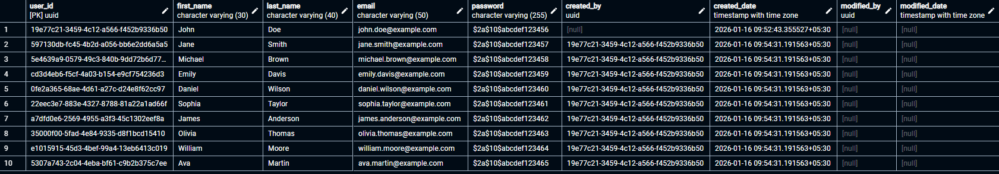 user_id first_name last_name email password created_by created_date modified_by modified_date
[PK] uuid character varying (30) character varying (40) character varying (50) character varying (255) uuid timestamp with time zone uuid timestamp with time zone
1 19e77c21-3459-4c12-a566-f452b9336b50 John Doe john.doe@example.com $2a$10$abcdef123456 [null] 2026-01-16 09:52:43.355527+05:30 [null] [null]
2 597130db-fc45-4b2d-a056-bb6e2dd6a5a5 Jane Smith jane.smith@example.com $2a$10$abcdef123457 19e77c21-3459-4c12-a566-f452b9336b50 2026-01-16 09:54:31.191563+05:30 [null] [null]
3 5e4639a9-0579-49c3-840b-9dd72b6d77... Michael Brown michael.brown@example.com $2a$10$abcdef123458 19e77c21-3459-4c12-a566-f452b9336b50 2026-01-16 09:54:31.191563+05:30 [null] [null]
4 cd3d4eb6-f5cf-4a03-b154-e9cf754236d3 Emily Davis emily.davis@example.com $2a$10$abcdef123459 19e77c21-3459-4c12-a566-f452b9336b50 2026-01-16 09:54:31.191563+05:30 [null] [null]
5 0fe2a365-68ae-4d61-a27c-d24e8f62cc97 Daniel Wilson daniel.wilson@example.com $2a$10$abcdef123460 19e77c21-3459-4c12-a566-f452b9336b50 2026-01-16 09:54:31.191563+05:30 [null] [null]
6 22eec3e7-883e-4327-8788-81a22a1ad66f Sophia Taylor sophia.taylor@example.com $2a$10$abcdef123461 19e77c21-3459-4c12-a566-f452b9336b50 2026-01-16 09:54:31.191563+05:30 [null] [null]
7 a7dfd0e6-2569-4955-a3f3-45c1302eef8a James Anderson james.anderson@example.com $2a$10$abcdef123462 19e77c21-3459-4c12-a566-f452b9336b50 2026-01-16 09:54:31.191563+05:30 [null] [null]
8 35000f00-5fad-4e84-9335-d8f1bcd15410 Olivia Thomas olivia.thomas@example.com $2a$10$abcdef123463 19e77c21-3459-4c12-a566-f452b9336b50 2026-01-16 09:54:31.191563+05:30 [null] [null]
9 e1015915-45d3-4bef-99a4-13eb6413c019 William Moore william.moore@example.com $2a$10$abcdef123464 19e77c21-3459-4c12-a566-f452b9336b50 2026-01-16 09:54:31.191563+05:30 [null] [null]
10 5307a743-2c04-4eba-bf61-c9b2b375c7ee Ava Martin ava.martin@example.com $2a$10$abcdef123465 19e77c21-3459-4c12-a566-f452b9336b50 2026-01-16 09:54:31.191563+05:30 [null] [null]